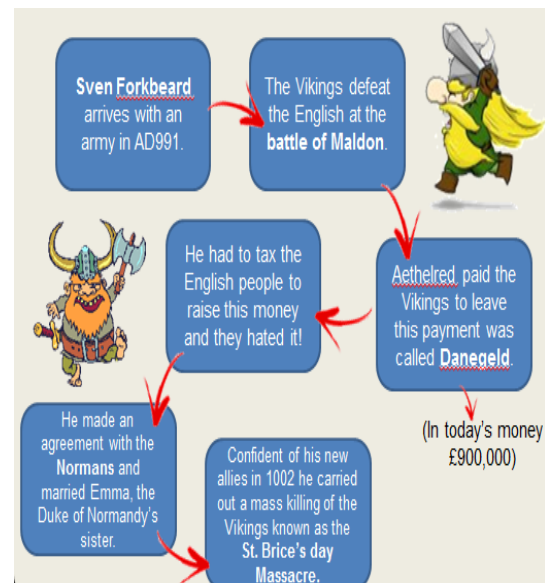 Sven Forkbeard
arrives with an
army in AD991.
The Vikings defeat
the English at the
battle of Maldon.
Aethelred paid the
Vikings to leave
this payment was
called Danegeld.
(In today's money
£900,000)
He had to tax the
English people to
raise this money
and they hated it!
He made an
agreement with the
Normans and
married Emma, the
Duke of Normandy's
sister.
Confident of his new
allies in 1002 he carried
out a mass killing of the
Vikings known as the
St. Brice's day
Massacre.